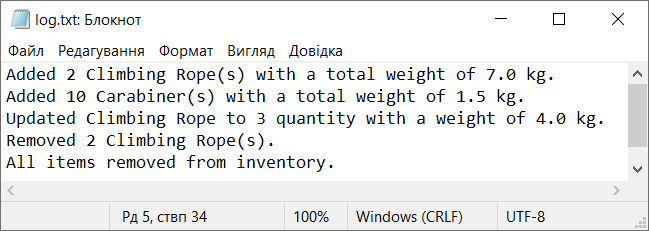 log.txt: Блокнот
Файл Редагування Формат Вигляд Довідка
Added 2 Climbing Rope(s) with a total weight of 7.0 kg.
Added 10 Carabiner(s) with a total weight of 1.5 kg.
Updated Climbing Rope to 3 quantity with a weight of 4.0 kg.
Removed 2 Climbing Rope(s).
All items removed from inventory.
Рд 5, ствп 34 100% Windows (CRLF) UTF-8